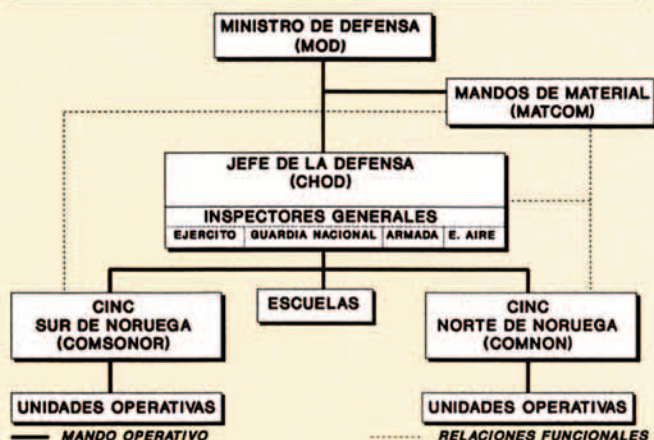 MINISTRO DE DEFENSA
(MOD)
MANDOS DE MATERIAL
(MATCOM)
JEFE DE LA DEFENSA
(CHOD)
INSPECTORES GENERALES
EJERCITO GUARDIA NACIONAL ARMADA E. AIRE
CINC
SUR DE NORUEGA
(COMSONOR)
ESCUELAS
CINC
NORTE DE NORUEGA
(COMNON)
UNIDADES OPERATIVAS
UNIDADES OPERATIVAS
MANDO OPERATIVO
RELACIONES FUNCIONALES